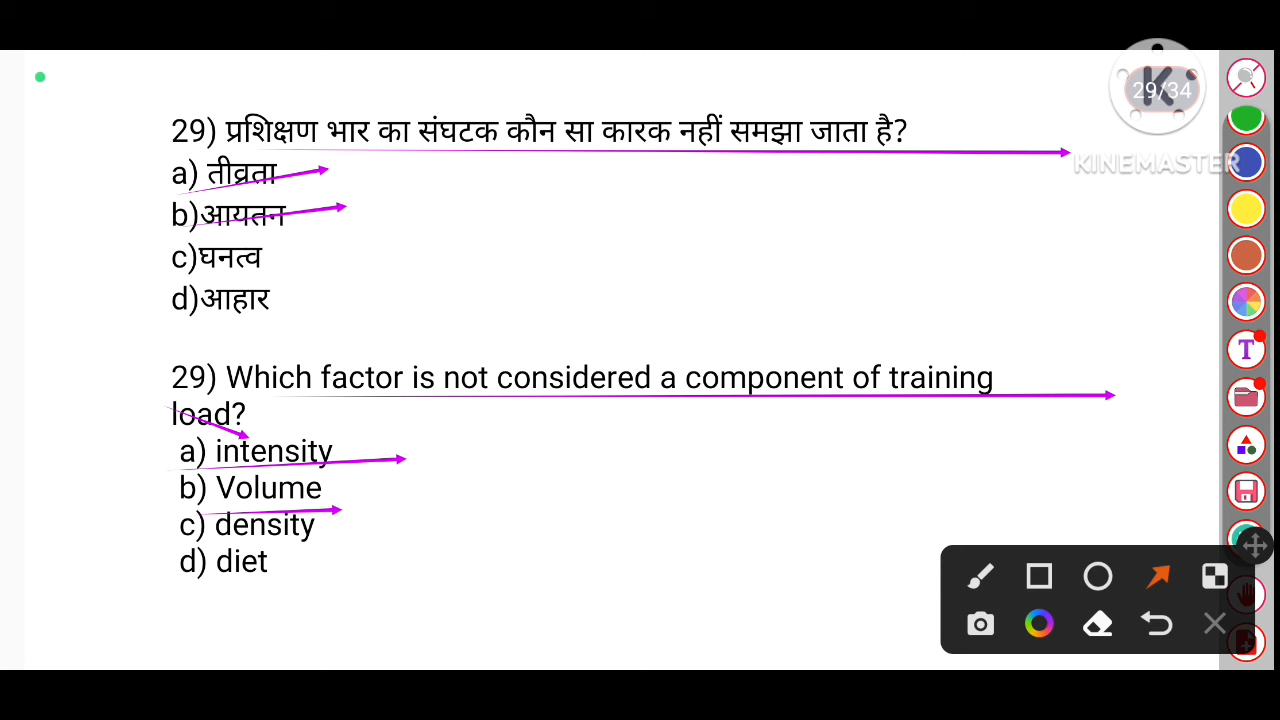 29/34
KINEMASTER
29) प्रशिक्षण भार का संघटक कौन सा कारक नहीं समझा जाता है?
a) तीव्रता
b)आयतन
c)घनत्व
d)आहार
29) Which factor is not considered a component of training
load?
a) intensity
b) Volume
c) density
d) diet